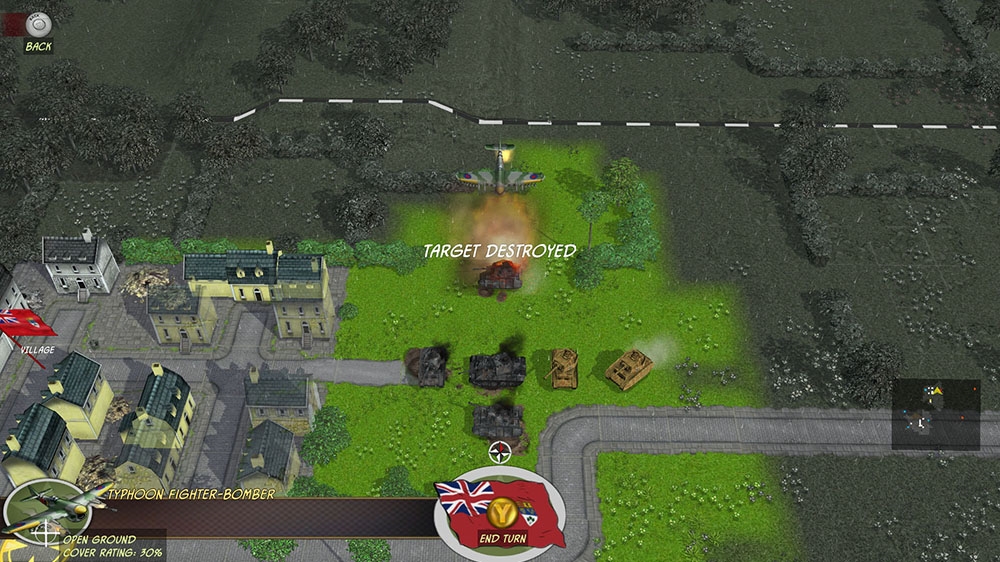 BACK
TARGET DESTROYED
VILLAGE
TYPHOON FIGHTER-BOMBER
Y
END TURN
OPEN GROUND
COVER RATING: 30%